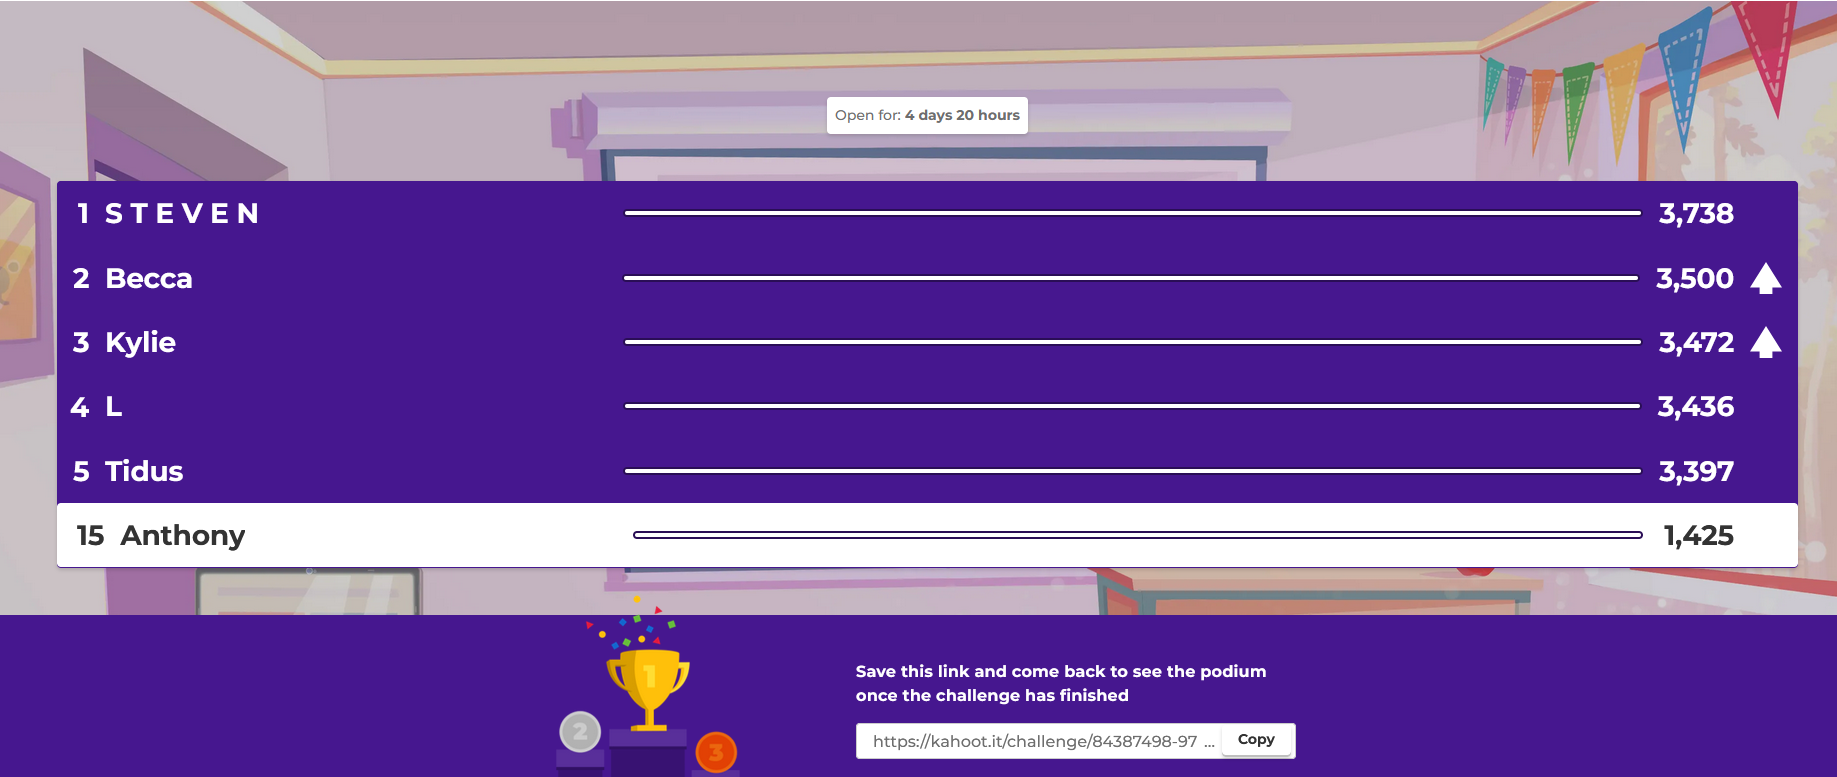 Open for: 4 days 20 hours
1 S T E V E N 3,738
2 Becca 3,500
3 Kylie 3,472
4 L 3,436
5 Tidus 3,397
15 Anthony 1,425
1
2
3
Save this link and come back to see the podium
once the challenge has finished
https://kahoot.it/challenge/84387498-97 ... Copy